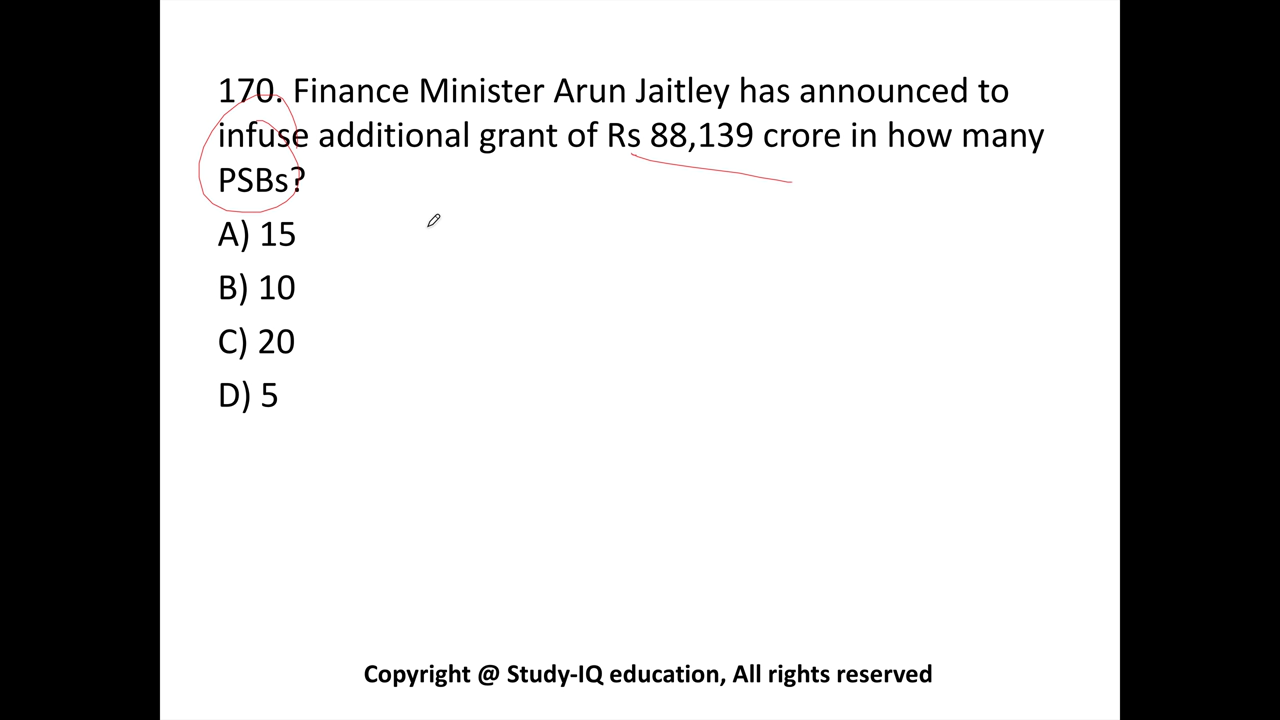 170. Finance Minister Arun Jaitley has announced to
infuse additional grant of Rs 88,139 crore in how many
PSBs?
A) 15
B) 10
C) 20
D) 5
Copyright @ Study-IQ education, All rights reserved